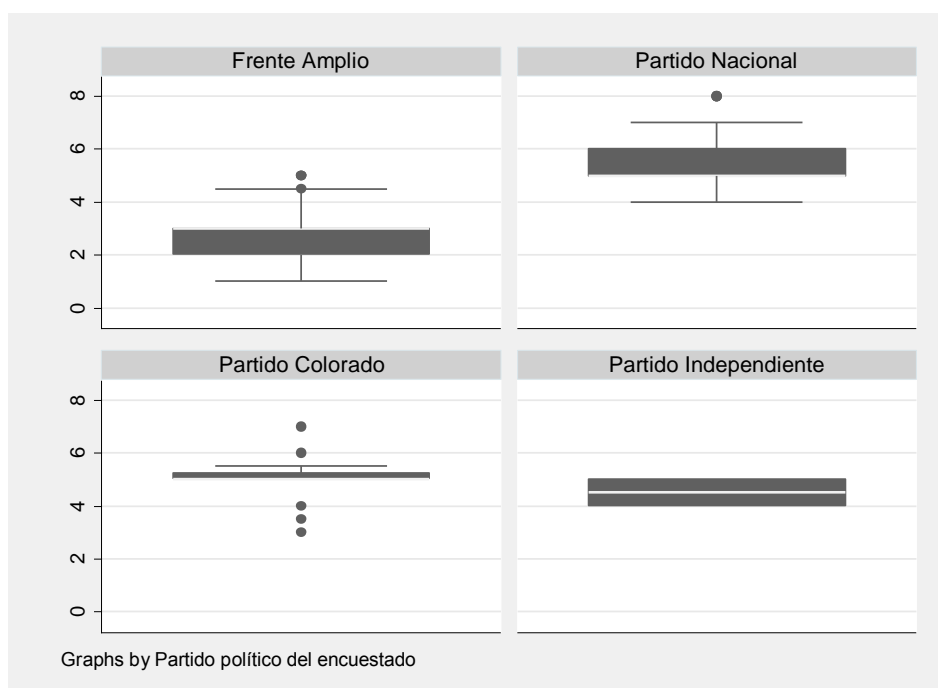 Frente Amplio
Partido Nacional
8
6
4
2
0
Partido Colorado
Partido Independiente
8
6
4
2
0
Graphs by Partido político del encuestado